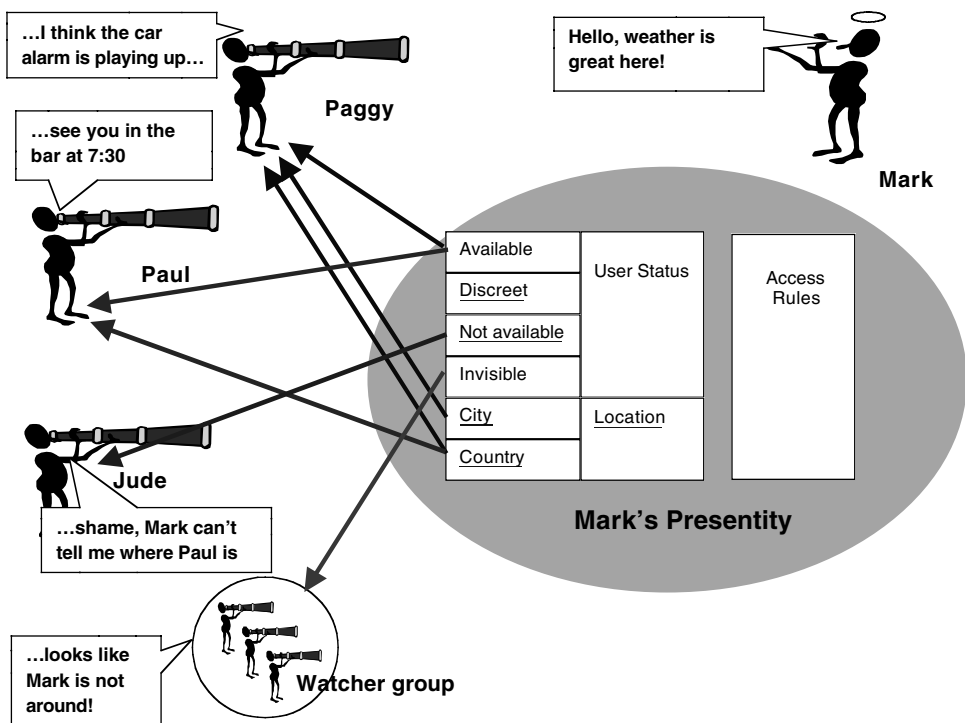 …I think the car
alarm is playing up…
Paggy
Hello, weather is
great here!
Mark
…see you in the
bar at 7:30
Paul
Available
Discreet
Not available
Invisible
City
Country
User Status
Location
Access
Rules
Mark's Presentity
Jude
…shame, Mark can't
tell me where Paul is
…looks like
Mark is not
around!
Watcher group